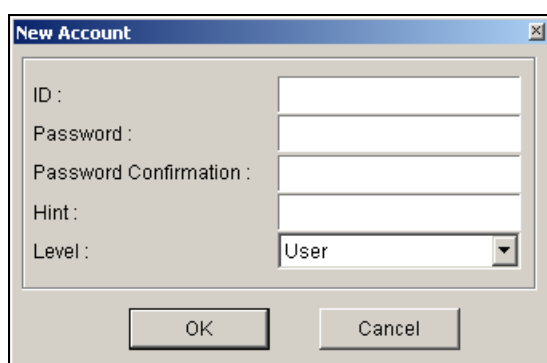 New Account
ID :
Password :
Password Confirmation :
Hint :
Level : User
OK Cancel